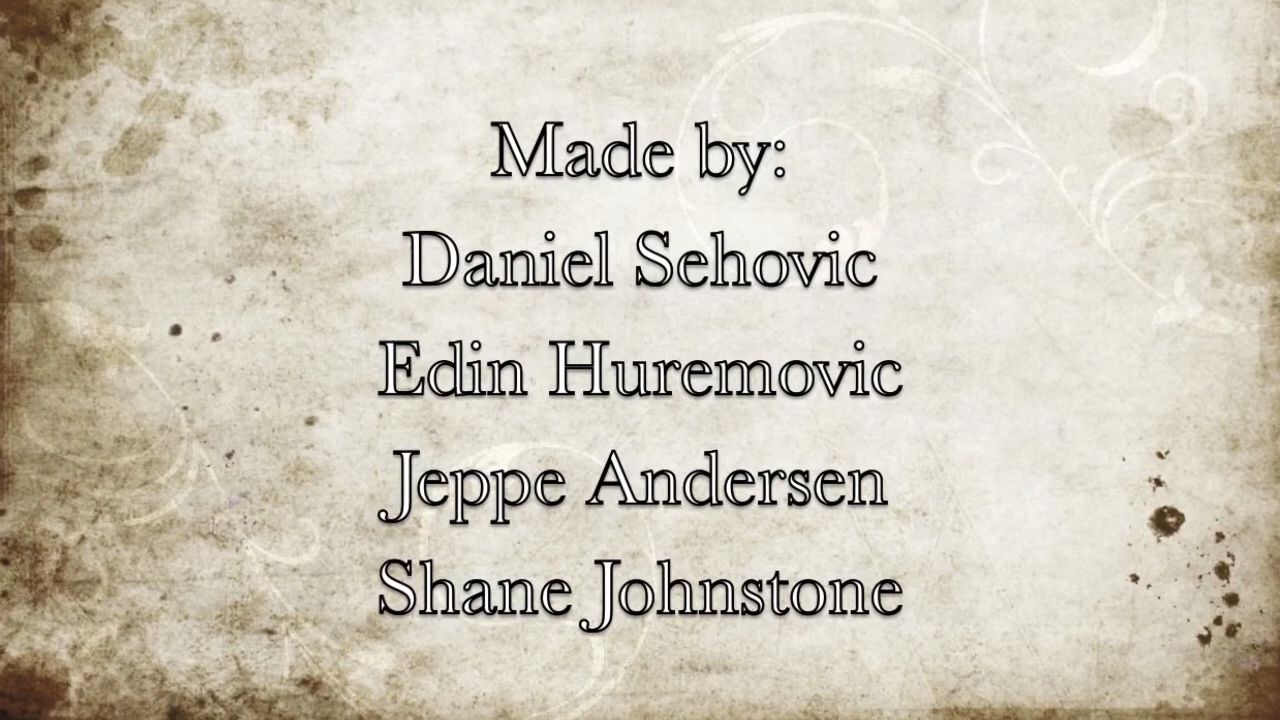 Made by:
Daniel Sehovic
Edin Huremovic
Jeppe Andersen
Shane Johnstone